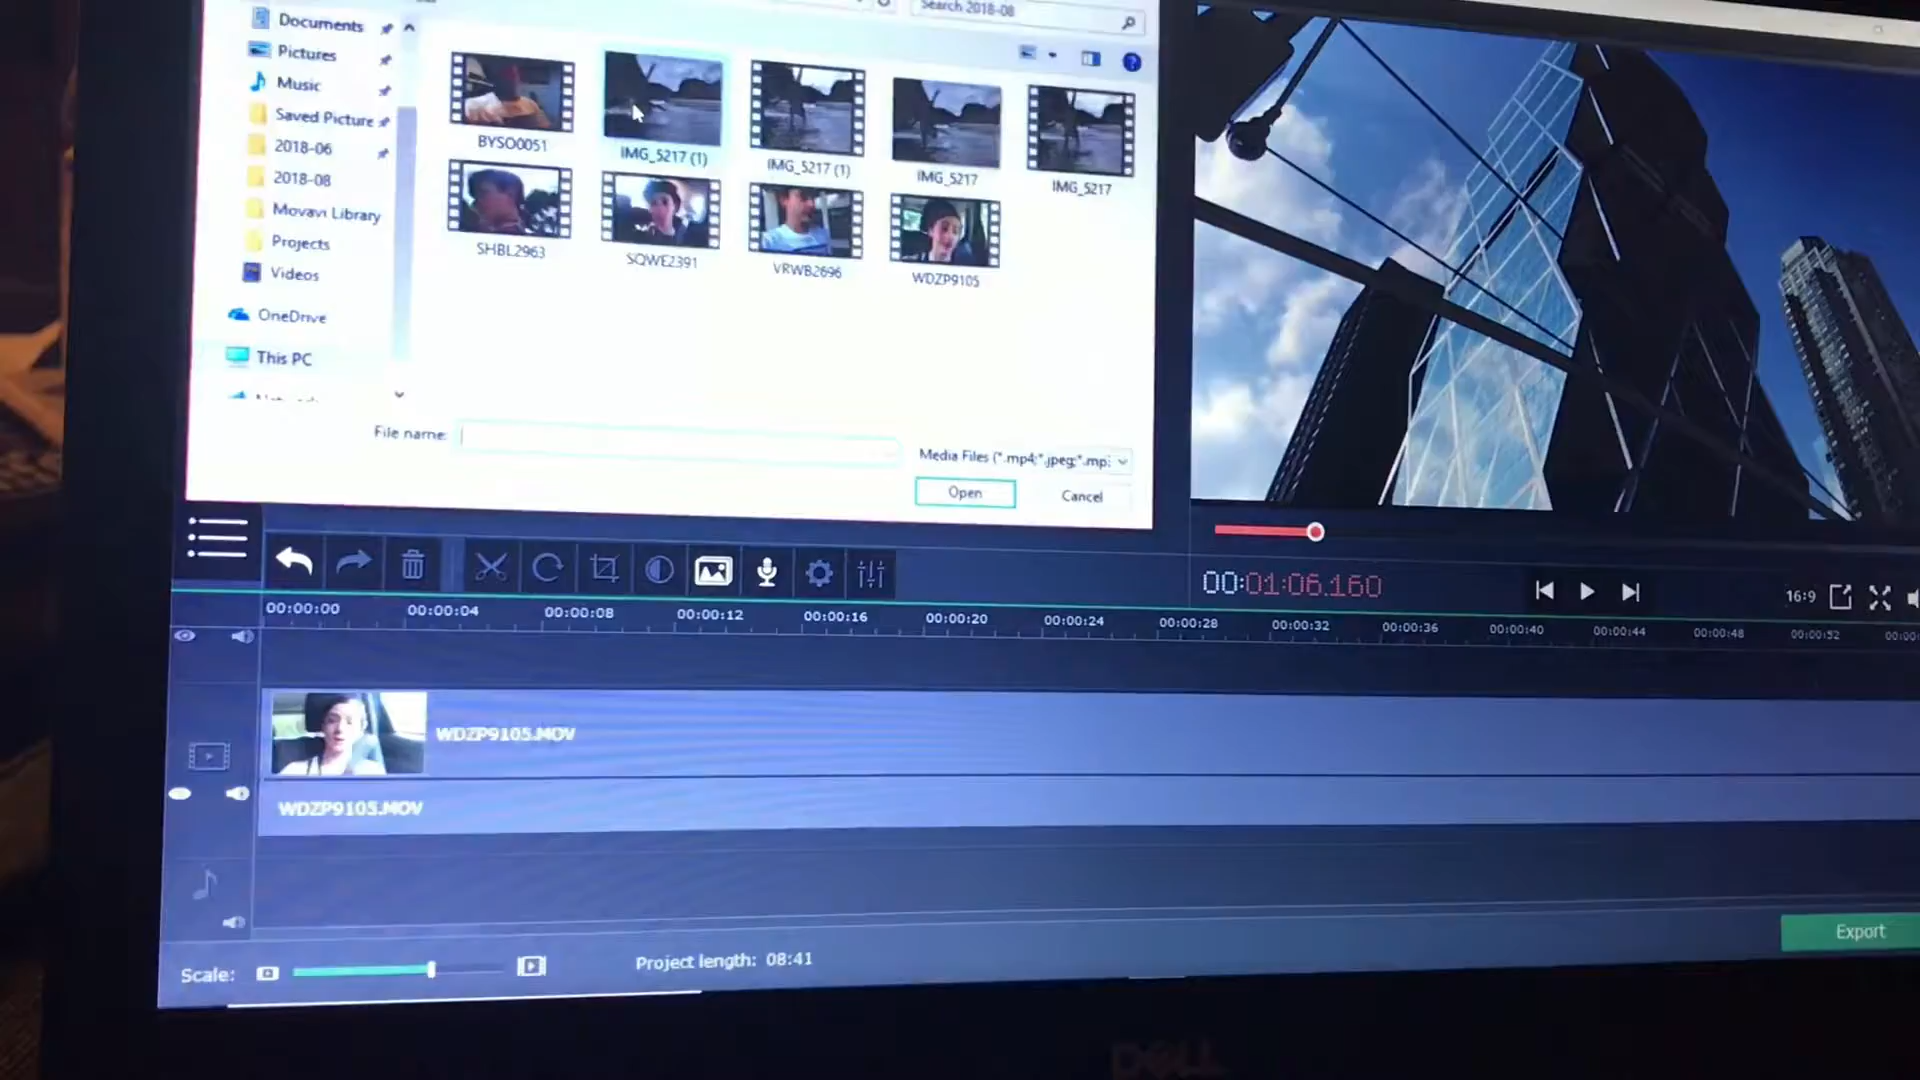 Search 2018-08
Documents
Pictures
Music
Saved Picture
2018-06
2018-08
Movavi Library
Projects
Videos
OneDrive
This PC
BYSO0051
IMG_5217 (1)
IMG_5217 (1)
IMG_5217
IMG_5217
SHBL2963
SQWE2391
VRWB2696
WDZP9105
File name:
Media Files (*.mp4;*.jpeg;*.mp
Open
Cancel
00:01:06.160
16:9
00:00:00 00:00:04 00:00:08 00:00:12 00:00:16 00:00:20 00:00:24 00:00:28 00:00:32 00:00:36 00:00:40 00:00:44 00:00:48 00:00:52 00:00
WDZP9105.MOV
WDZP9105.MOV
Export
Scale:
Project length: 08:41
DELL